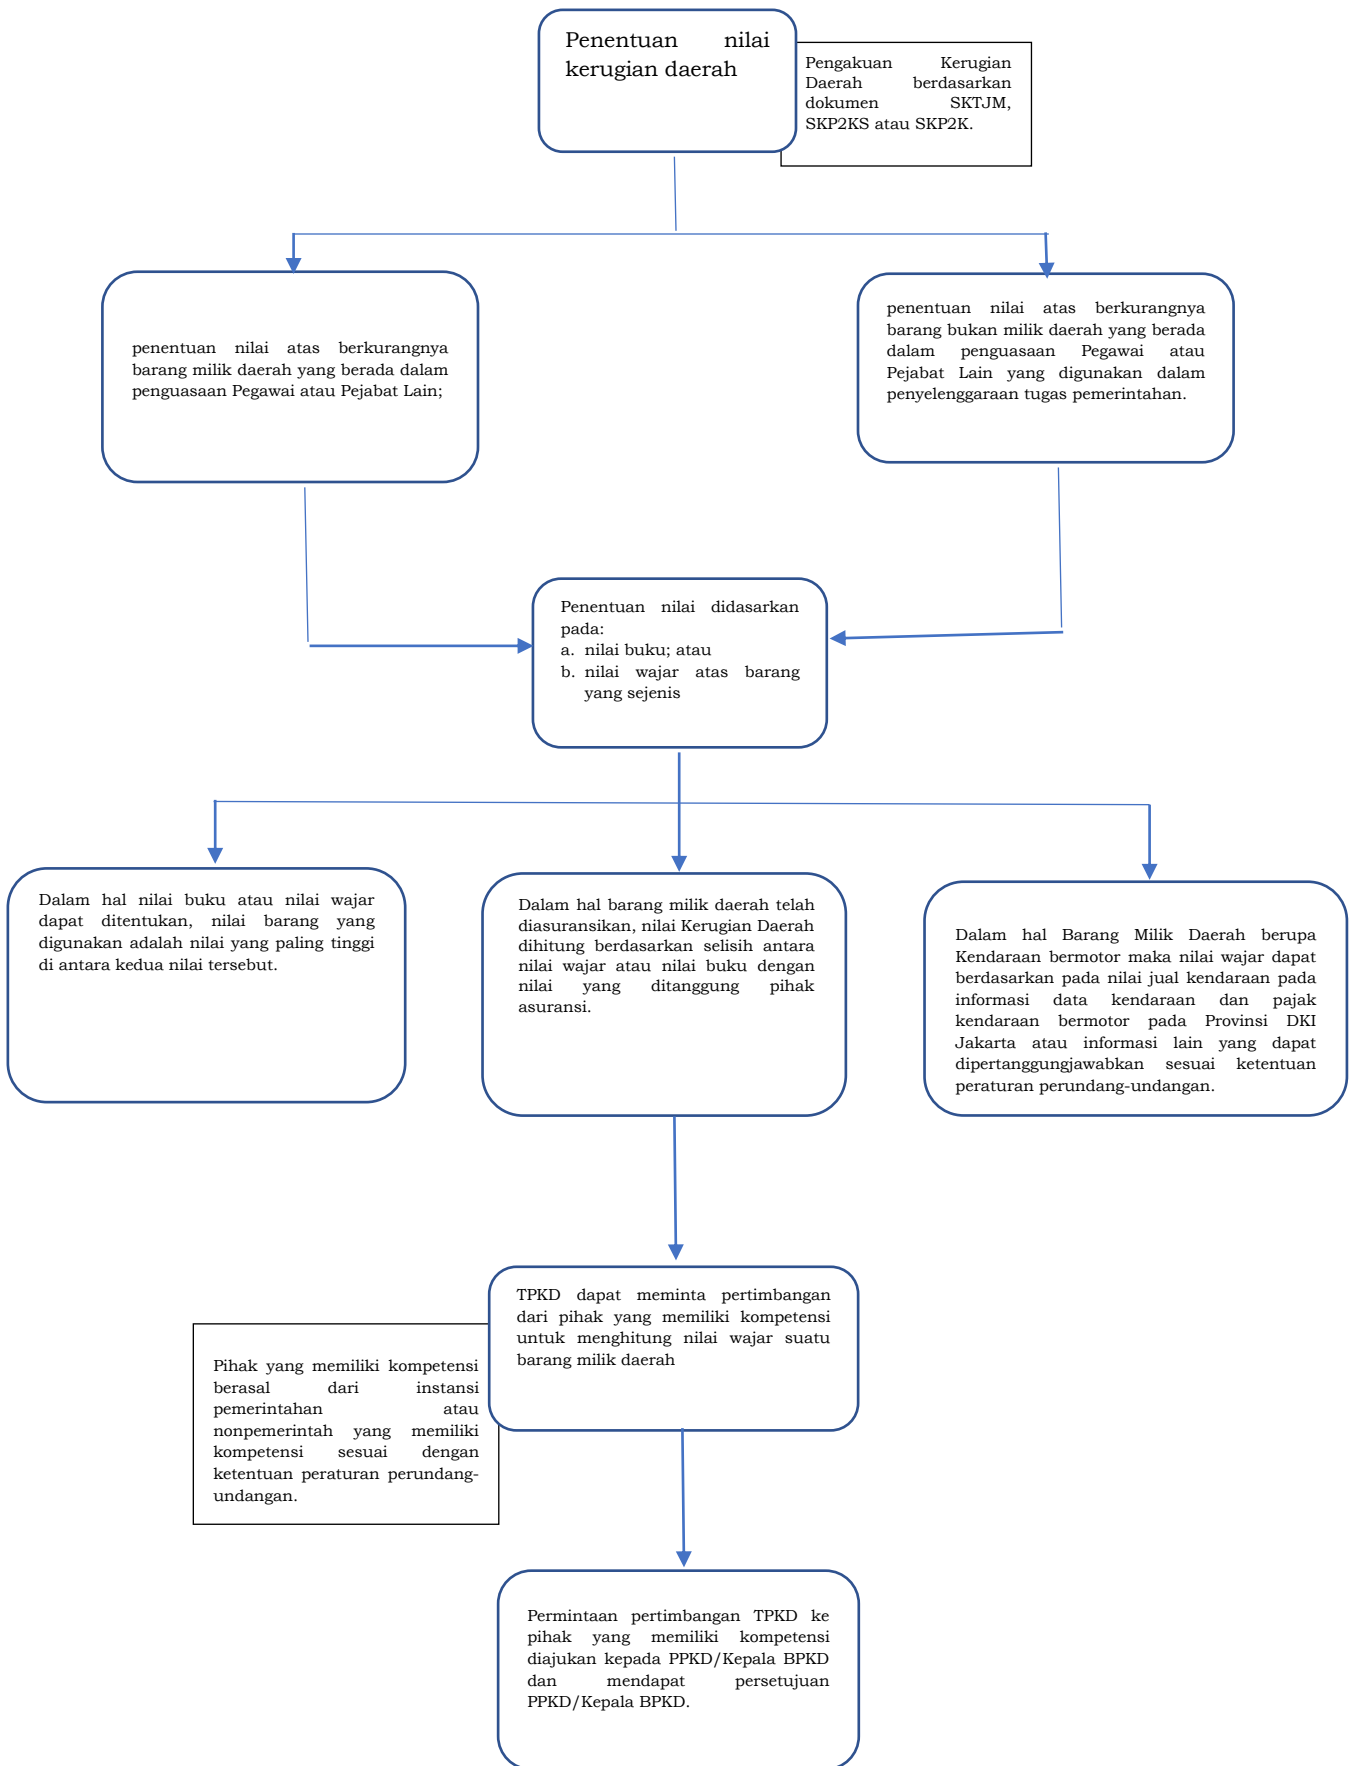 Penentuan nilai
kerugian daerah
Pengakuan Kerugian
Daerah berdasarkan
dokumen SKTJM,
SKP2KS atau SKP2K.
penentuan nilai atas berkurangnya
barang milik daerah yang berada dalam
penguasaan Pegawai atau Pejabat Lain;
penentuan nilai atas berkurangnya
barang bukan milik daerah yang berada
dalam penguasaan Pegawai atau
Pejabat Lain yang digunakan dalam
penyelenggaraan tugas pemerintahan.
Penentuan nilai didasarkan
pada:
a. nilai buku; atau
b. nilai wajar atas barang
yang sejenis
Dalam hal nilai buku atau nilai wajar
dapat ditentukan, nilai barang yang
digunakan adalah nilai yang paling tinggi
di antara kedua nilai tersebut.
Dalam hal barang milik daerah telah
diasuransikan, nilai Kerugian Daerah
dihitung berdasarkan selisih antara
nilai wajar atau nilai buku dengan
nilai yang ditanggung pihak
asuransi.
Dalam hal Barang Milik Daerah berupa
Kendaraan bermotor maka nilai wajar dapat
berdasarkan pada nilai jual kendaraan pada
informasi data kendaraan dan pajak
kendaraan bermotor pada Provinsi DKI
Jakarta atau informasi lain yang dapat
dipertanggungjawabkan sesuai ketentuan
peraturan perundang-undangan.
TPKD dapat meminta pertimbangan
dari pihak yang memiliki kompetensi
untuk menghitung nilai wajar suatu
barang milik daerah
Pihak yang memiliki kompetensi
berasal dari instansi
pemerintahan atau
nonpemerintah yang memiliki
kompetensi sesuai dengan
ketentuan peraturan perundang-
undangan.
Permintaan pertimbangan TPKD ke
pihak yang memiliki kompetensi
diajukan kepada PPKD/Kepala BPKD
dan mendapat persetujuan
PPKD/Kepala BPKD.